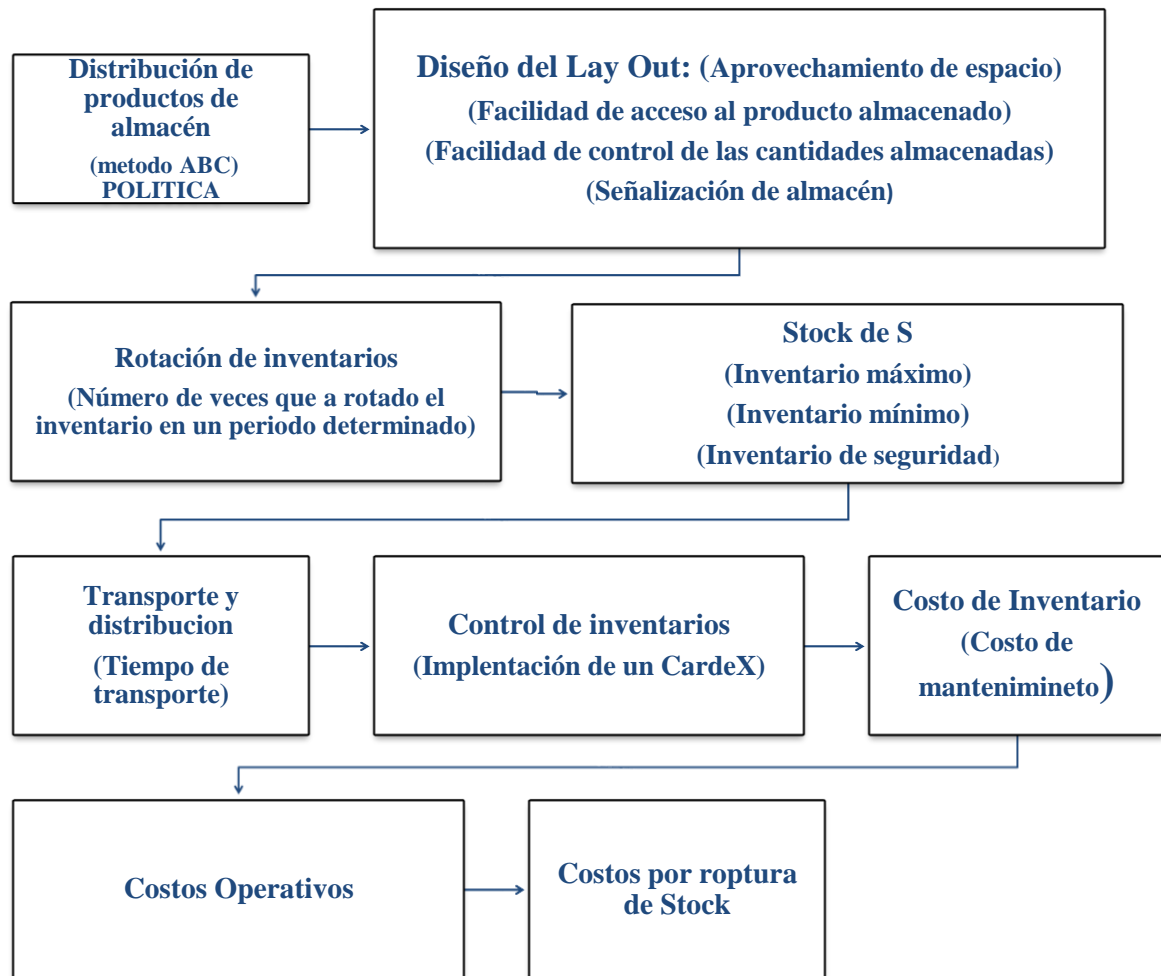 Distribución de
productos de
almacén
(metodo ABC)
POLITICA
Diseño del Lay Out: (Aprovechamiento de espacio)
(Facilidad de acceso al producto almacenado)
(Facilidad de control de las cantidades almacenadas)
(Señalización de almacén)
Rotación de inventarios
(Número de veces que a rotado el
inventario en un periodo determinado)
Stock de S
(Inventario máximo)
(Inventario mínimo)
(Inventario de seguridad)
Transporte y
distribucion
(Tiempo de
transporte)
Control de inventarios
(Implentación de un CardeX)
Costo de Inventario
(Costo de
mantenimineto)
Costos Operativos
Costos por roptura
de Stock